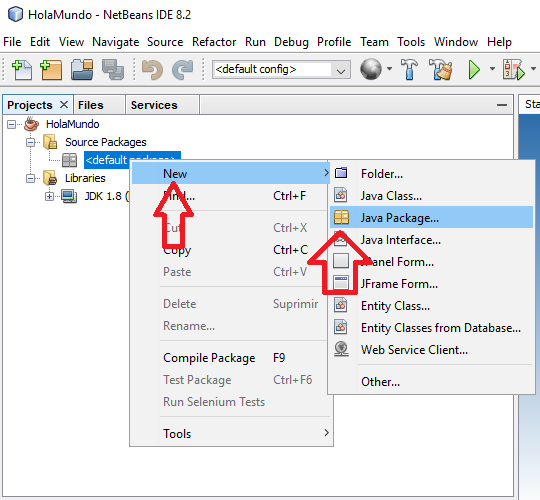 HolaMundo - NetBeans IDE 8.2
File Edit View Navigate Source Refactor Run Debug Profile Team Tools Window Help
<default config>
Projects Files Services
Sta
HolaMundo
Source Packages
<default package>
Libraries
JDK 1.8 (
New
Find... Ctrl+F
Cut Ctrl+X
Copy Ctrl+C
Paste Ctrl+V
Delete Suprimir
Rename...
Compile Package F9
Test Package Ctrl+F6
Run Selenium Tests
Tools
Folder...
Java Class...
Java Package...
Java Interface...
JPanel Form...
JFrame Form...
Entity Class...
Entity Classes from Database...
Web Service Client...
Other...